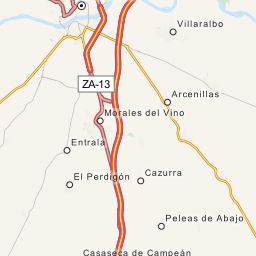 Villaralbo
ZA-13
Arcenillas
Morales del Vino
Entrala
El Perdigón
Cazurra
Peleas de Abajo
Casaseca de Campeán